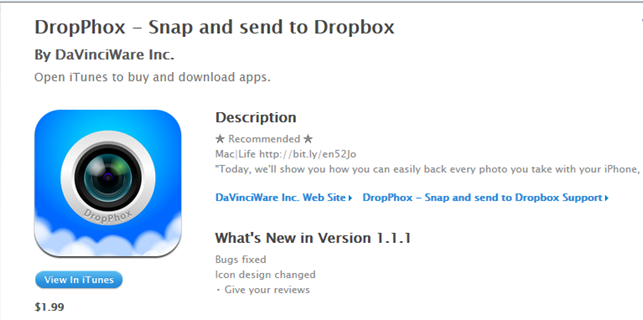 DropPhox – Snap and send to Dropbox
By DaVinciWare Inc.
Open iTunes to buy and download apps.
DropPhox
View In iTunes
$1.99
Description
★ Recommended ★
Mac|Life http://bit.ly/en52Jo
"Today, we'll show you how you can easily back every photo you take with your iPhone,
DaVinciWare Inc. Web Site DropPhox – Snap and send to Dropbox Support
What's New in Version 1.1.1
Bugs fixed
Icon design changed
・ Give your reviews